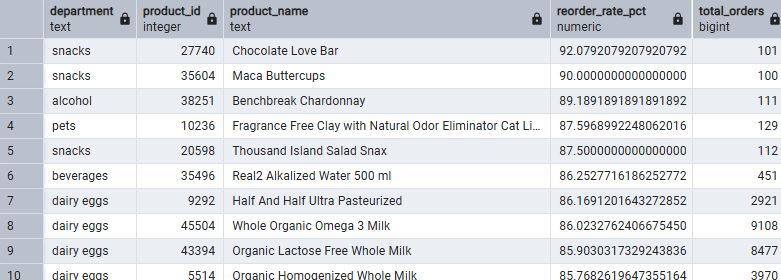 department product_id product_name reorder_rate_pct total_orders
text integer text numeric bigint
1 snacks 27740 Chocolate Love Bar 92.0792079207920792 101
2 snacks 35604 Maca Buttercups 90.0000000000000000 100
3 alcohol 38251 Benchbreak Chardonnay 89.1891891891891892 111
4 pets 10236 Fragrance Free Clay with Natural Odor Eliminator Cat Li... 87.5968992248062016 129
5 snacks 20598 Thousand Island Salad Snax 87.5000000000000000 112
6 beverages 35496 Real2 Alkalized Water 500 ml 86.2527716186252772 451
7 dairy eggs 9292 Half And Half Ultra Pasteurized 86.1691201643272852 2921
8 dairy eggs 45504 Whole Organic Omega 3 Milk 86.0232762406675450 9108
9 dairy eggs 43394 Organic Lactose Free Whole Milk 85.9030317329243836 8477
10 dairy eggs 5514 Organic Homogenized Whole Milk 85.7682619647355164 3970